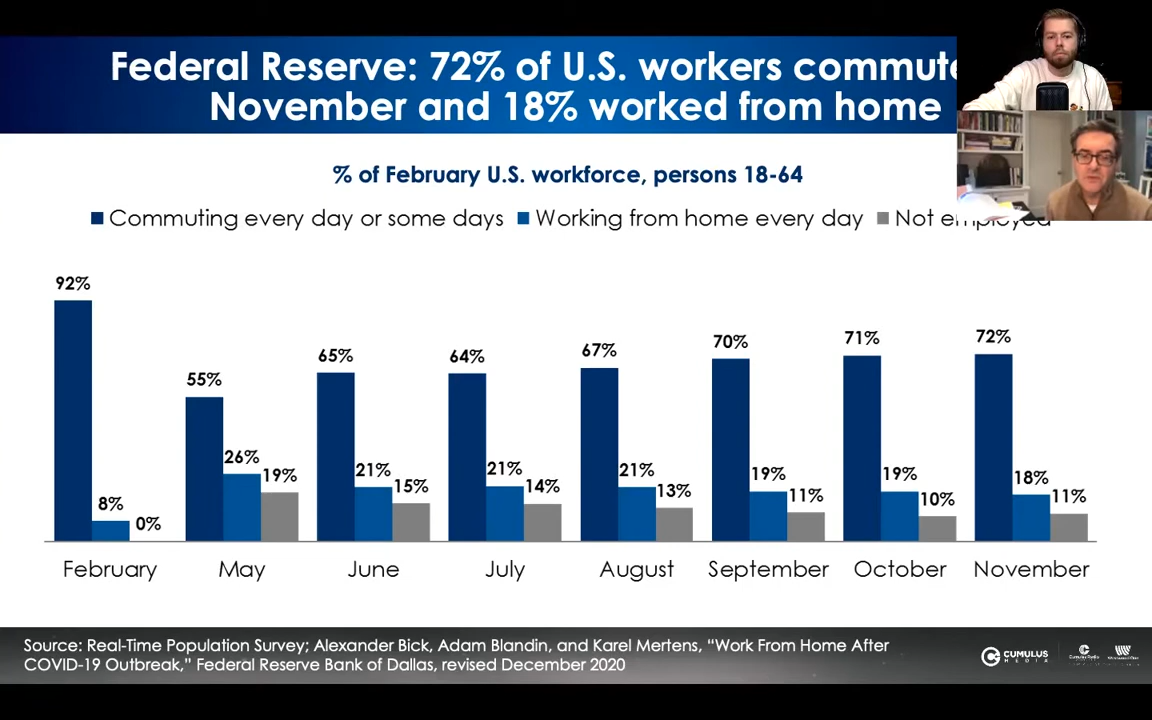 Federal Reserve: 72% of U.S. workers commute
November and 18% worked from home
% of February U.S. workforce, persons 18-64
Commuting every day or some days Working from home every day Not employed
92% 8% 0%
55% 26% 19%
65% 21% 15%
64% 21% 14%
67% 21% 13%
70% 19% 11%
71% 19% 10%
72% 18% 11%
February May June July August September October November
Source: Real-Time Population Survey; Alexander Bick, Adam Blandin, and Karel Mertens, “Work From Home After
COVID-19 Outbreak,” Federal Reserve Bank of Dallas, revised December 2020
CUMULUS
MEDIA